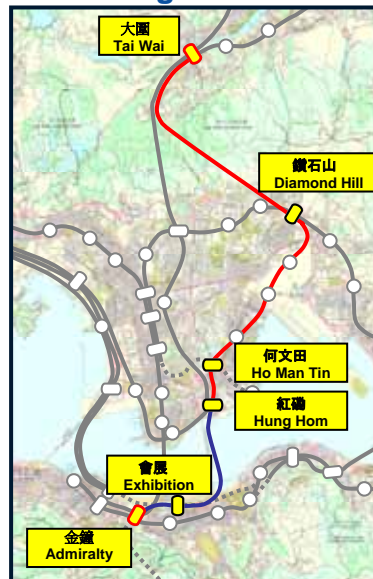 大圍
Tai Wai
鑽石山
Diamond Hill
何文田
Ho Man Tin
紅磡
Hung Hom
會展
Exhibition
金鐘
Admiralty